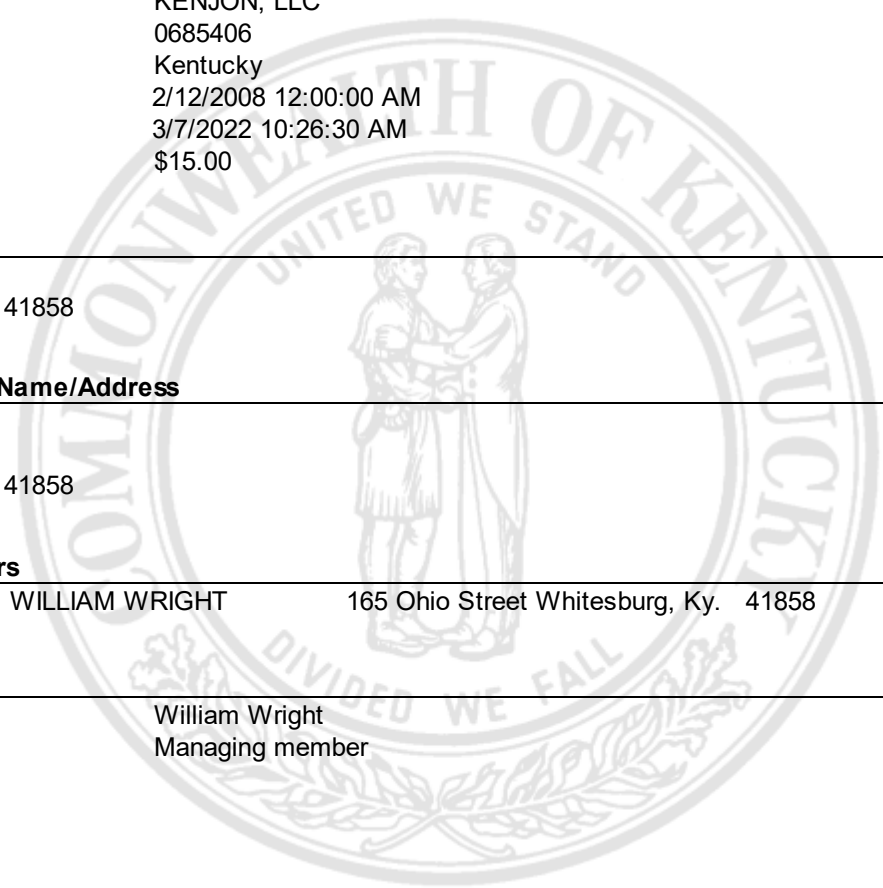 KENJON, LLC
0685406
Kentucky
2/12/2008 12:00:00 AM
3/7/2022 10:26:30 AM
$15.00
41858
Name/Address
41858
rs
WILLIAM WRIGHT 165 Ohio Street Whitesburg, Ky. 41858
William Wright
Managing member
COMMONWEALTH OF KENTUCKY
UNITED WE STAND
DIVIDED WE FALL